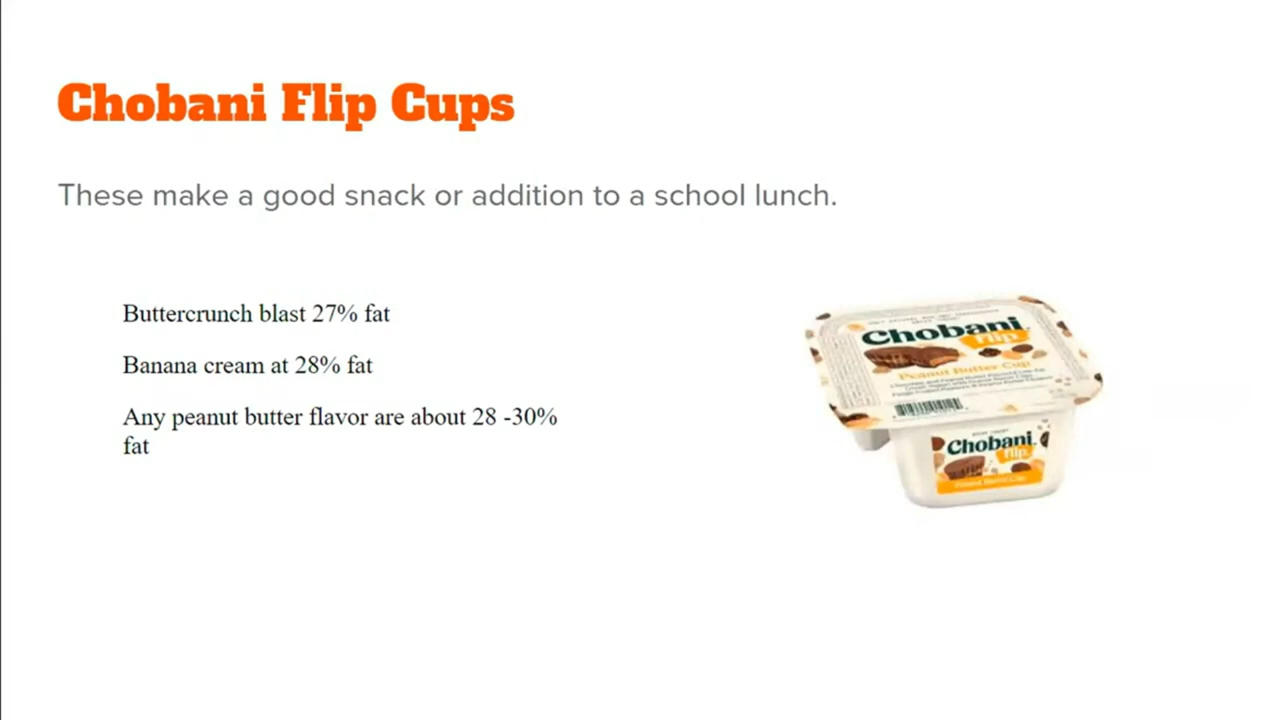 Chobani Flip Cups
These make a good snack or addition to a school lunch.
Buttercrunch blast 27% fat
Banana cream at 28% fat
Any peanut butter flavor are about 28 -30%
fat
Chobani
flip
Peanut Butter Cup
Chobani
flip
Peanut Butter Cup